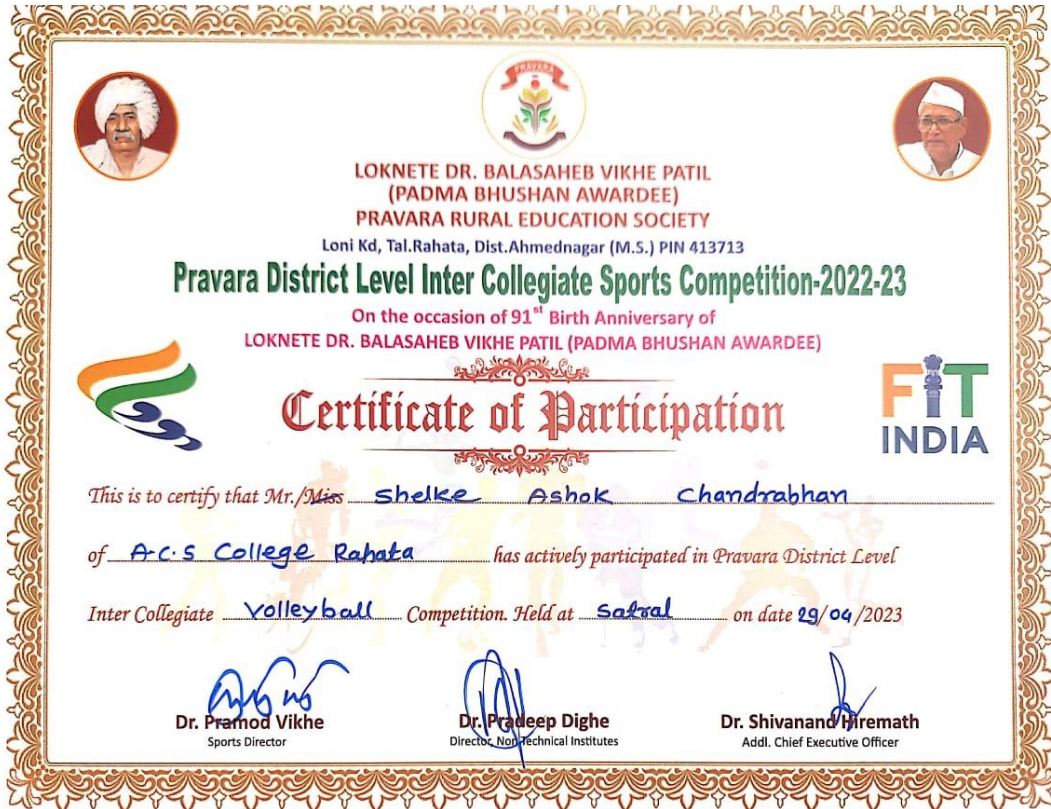 PRAVARA
LOKNETE DR. BALASAHEB VIKHE PATIL
(PADMA BHUSHAN AWARDEE)
PRAVARA RURAL EDUCATION SOCIETY
Loni Kd, Tal.Rahata, Dist.Ahmednagar (M.S.) PIN 413713
Pravara District Level Inter Collegiate Sports Competition-2022-23
On the occasion of 91st Birth Anniversary of
LOKNETE DR. BALASAHEB VIKHE PATIL (PADMA BHUSHAN AWARDEE)
Certificate of Participation
FIT
INDIA
This is to certify that Mr./Miss Shelke Ashok Chandrabhan
of A.C.S College Rahata has actively participated in Pravara District Level
Inter Collegiate Volleyball Competition. Held at Satral on date 29/04/2023
Dr. Pramod Vikhe Dr. Pradeep Dighe Dr. Shivanand Hiremath
Sports Director Director, Non Technical Institutes Addl. Chief Executive Officer